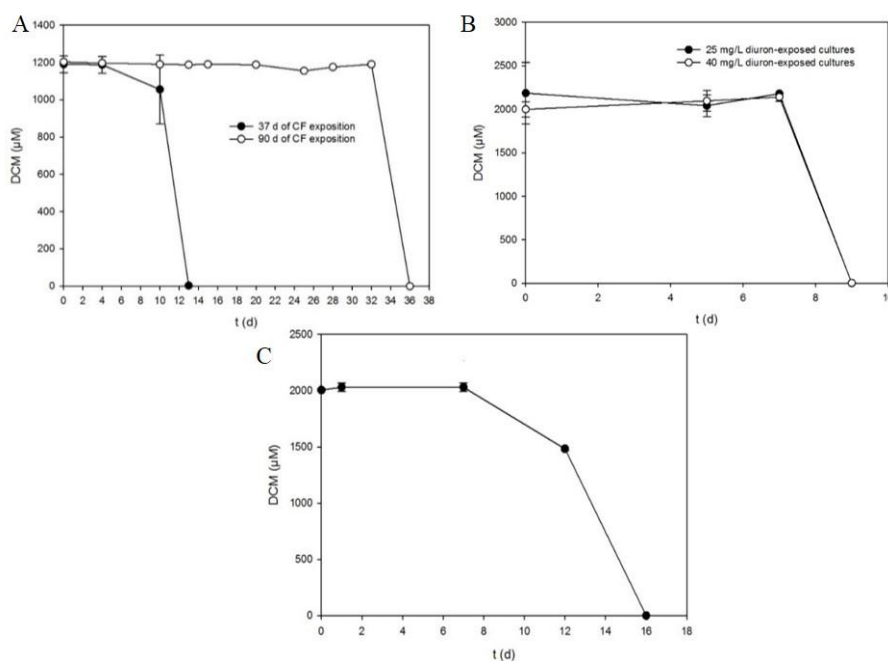 A
1400
1200
1000
800
600
400
200
0
DCM (µM)
37 d of CF exposition
90 d of CF exposition
0 2 4 6 8 10 12 14 16 18 20 22 24 26 28 30 32 34 36 38
t (d)
B
3000
2500
2000
1500
1000
500
0
DCM (µM)
25 mg/L diuron-exposed cultures
40 mg/L diuron-exposed cultures
0 2 4 6 8
t (d)
C
2500
2000
1500
1000
500
0
DCM (µM)
0 2 4 6 8 10 12 14 16 18
t (d)